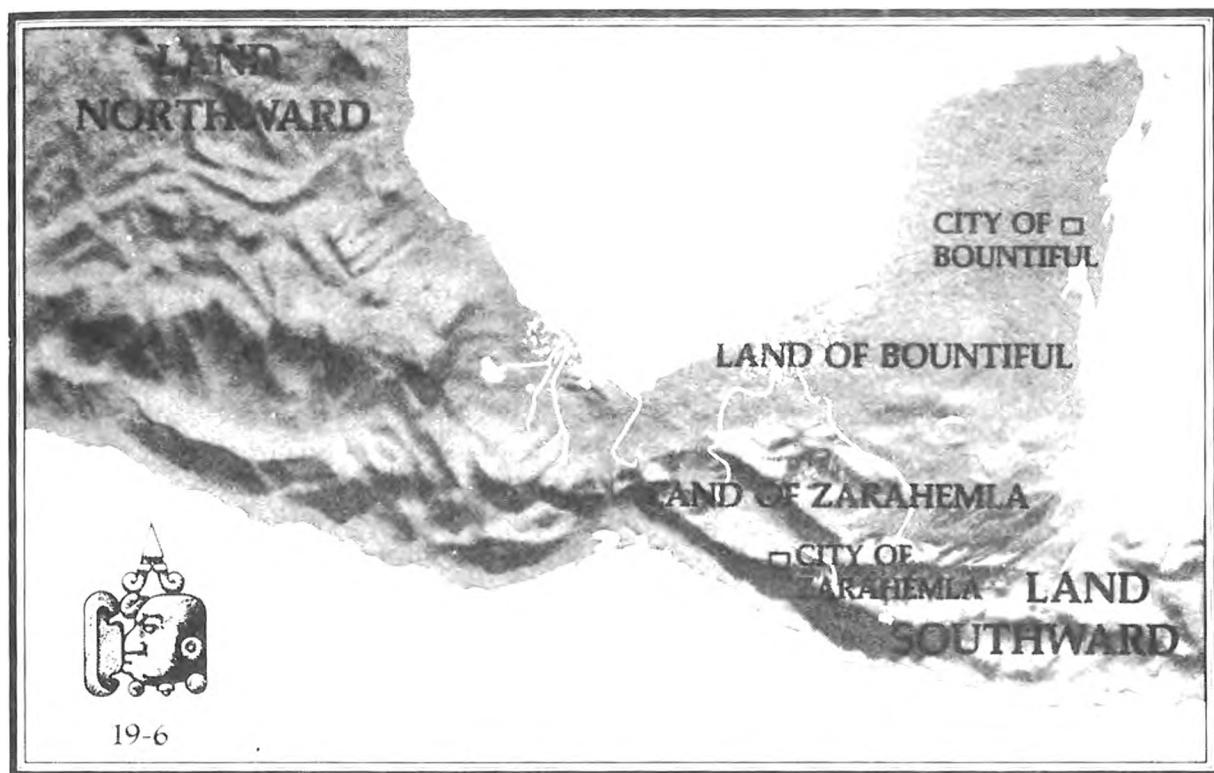 LAND
NORTHWARD
CITY OF
BOUNTIFUL
LAND OF BOUNTIFUL
LAND OF ZARAHEMLA
CITY OF
ZARAHEMLA
LAND
SOUTHWARD
19-6